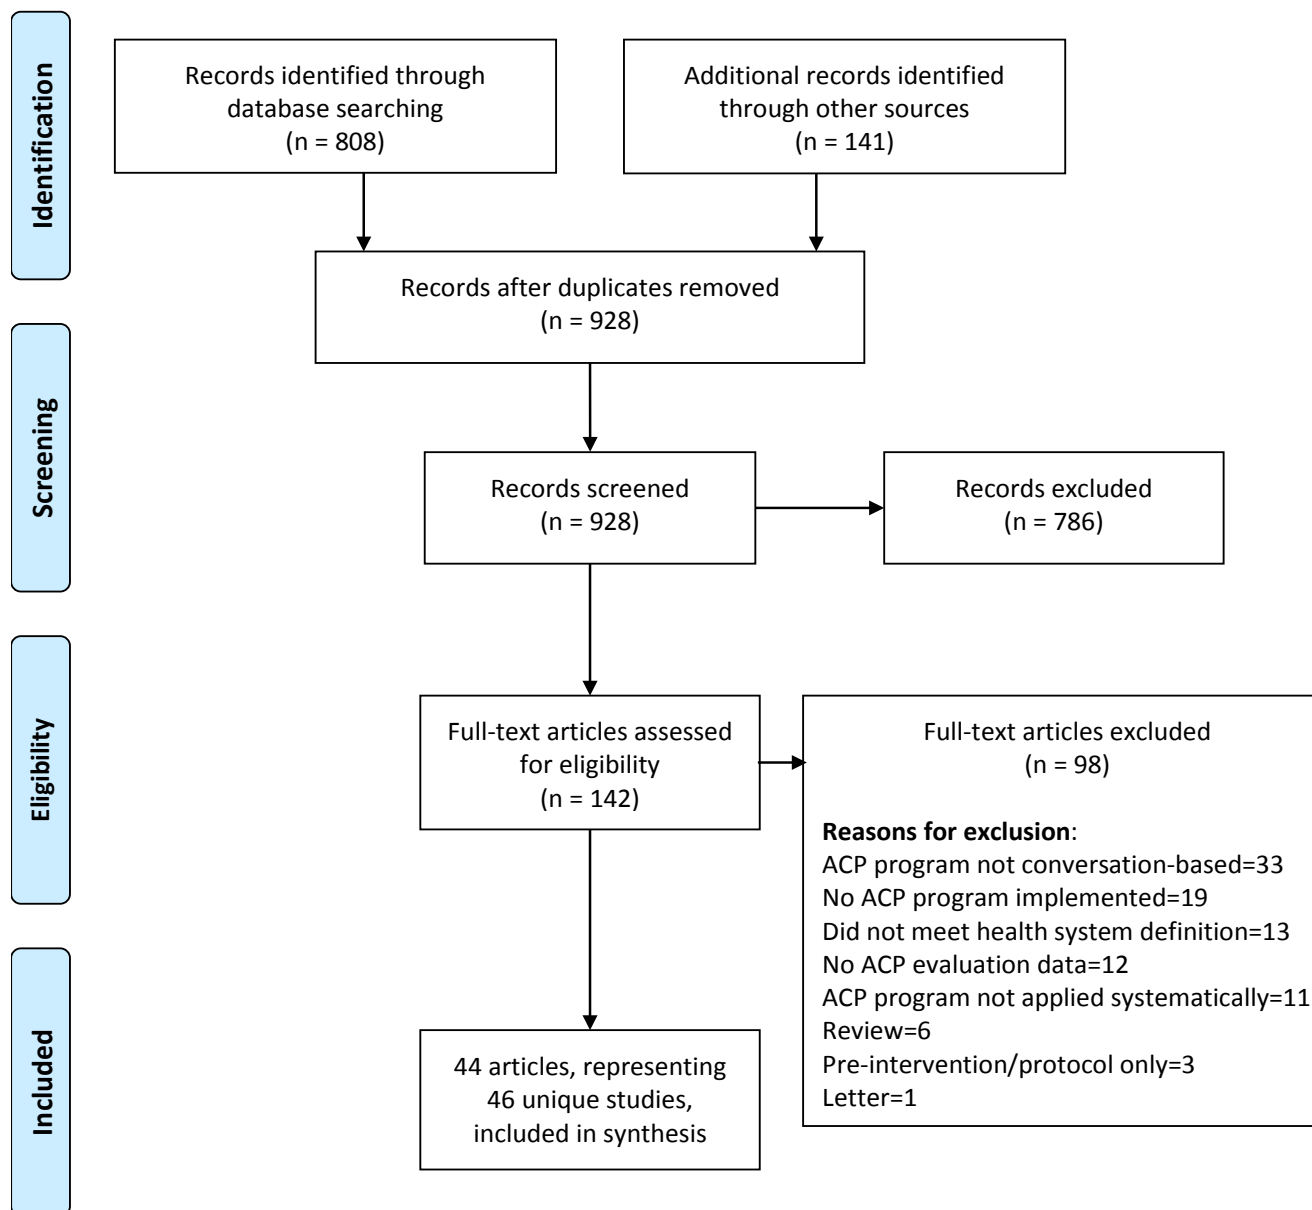 Identification
Records identified through
database searching
(n = 808)
Additional records identified
through other sources
(n = 141)
Records after duplicates removed
(n = 928)
Screening
Records screened
(n = 928)
Records excluded
(n = 786)
Eligibility
Full-text articles assessed
for eligibility
(n = 142)
Full-text articles excluded
(n = 98)
Reasons for exclusion:
ACP program not conversation-based=33
No ACP program implemented=19
Did not meet health system definition=13
No ACP evaluation data=12
ACP program not applied systematically=11
Review=6
Pre-intervention/protocol only=3
Letter=1
Included
44 articles, representing
46 unique studies,
included in synthesis